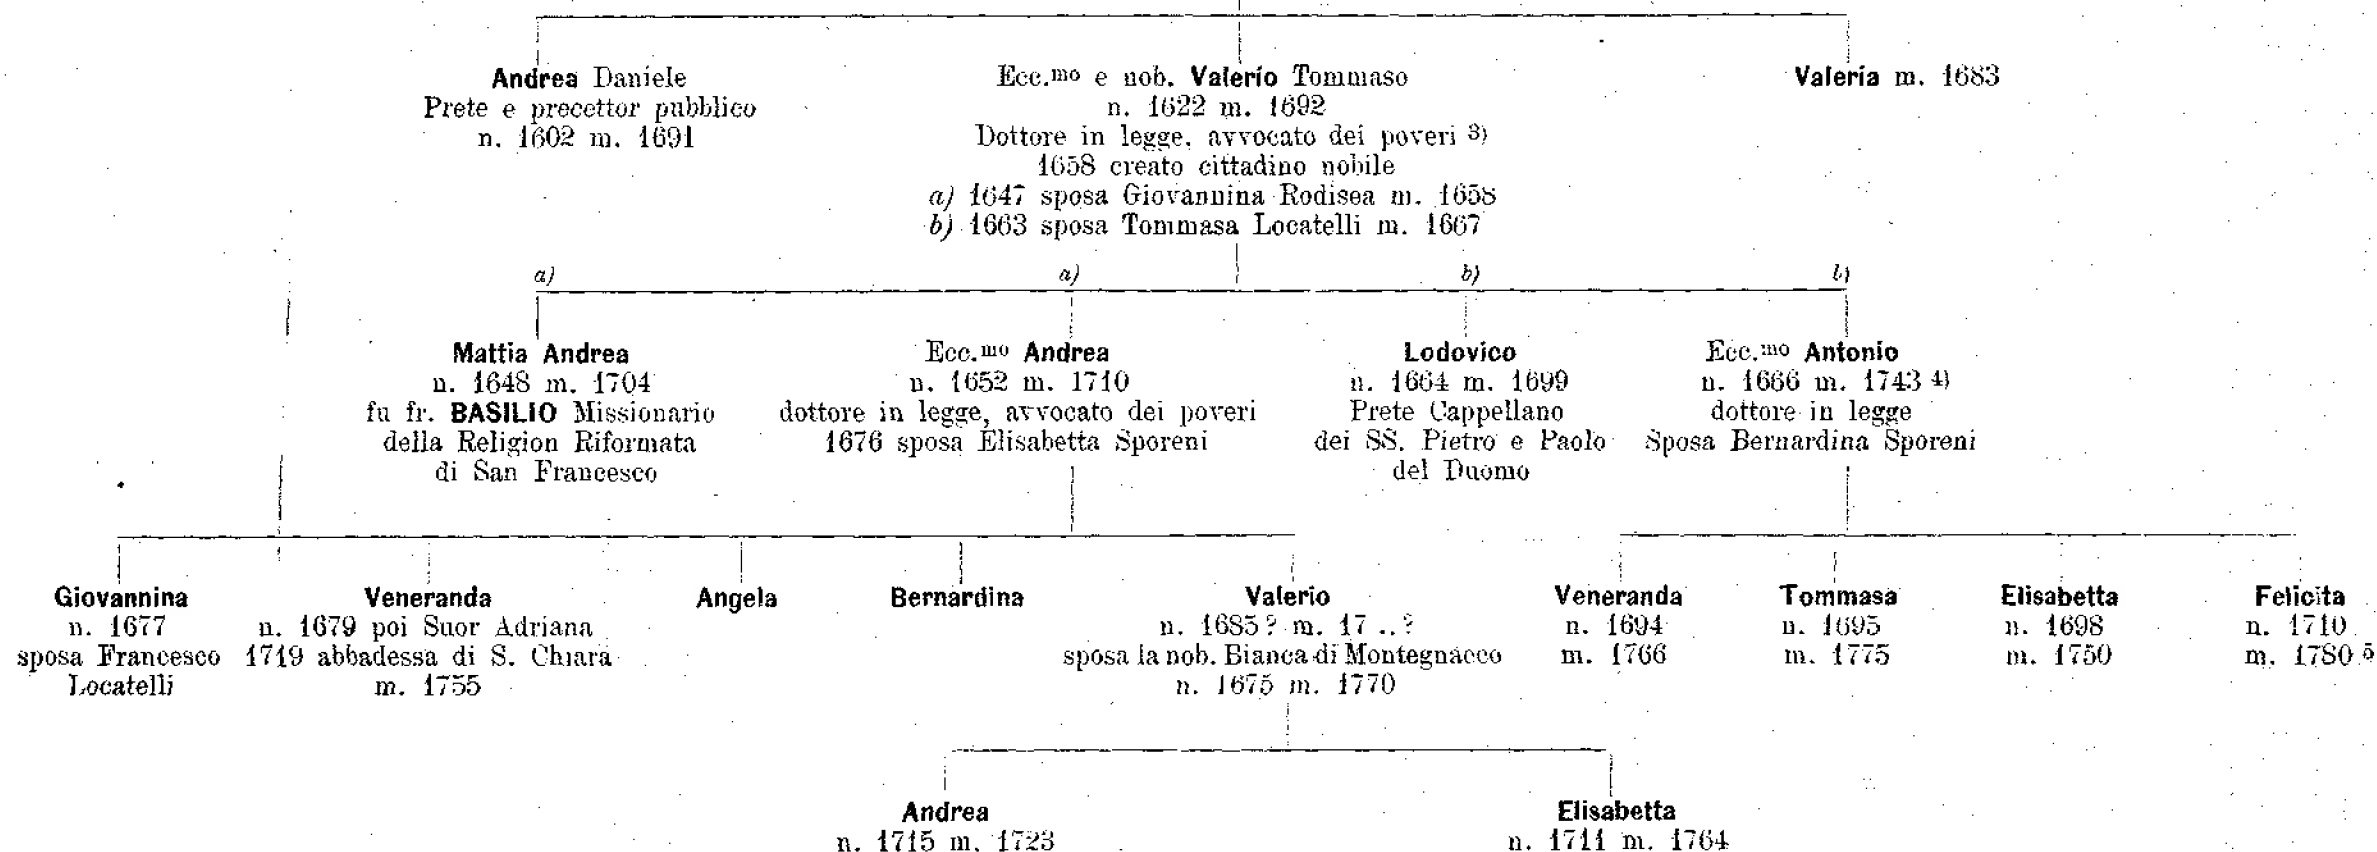 Andrea Daniele
Prete e precettor pubblico
n. 1602 m. 1691
Ecc.mo e nob. Valerio Tommaso
n. 1622 m. 1692
Dottore in legge, avvocato dei poveri 3)
1658 creato cittadino nobile
a) 1647 sposa Giovannina Rodisea m. 1658
b) 1663 sposa Tommasa Locatelli m. 1667
Valeria m. 1683
a)
a)
b)
b)
Mattia Andrea
n. 1648 m. 1704
fu fr. BASILIO Missionario
della Religion Riformata
di San Francesco
Ecc.mo Andrea
n. 1652 m. 1710
dottore in legge, avvocato dei poveri
1676 sposa Elisabetta Sporeni
Lodovico
n. 1664 m. 1699
Prete Cappellano
dei SS. Pietro e Paolo
del Duomo
Ecc.mo Antonio
n. 1666 m. 1743 4)
dottore in legge
Sposa Bernardina Sporeni
Giovannina
n. 1677
sposa Francesco
Locatelli
Veneranda
n. 1679 poi Suor Adriana
1719 abbadessa di S. Chiara
m. 1755
Angela
Bernardina
Valerio
n. 1685? m. 17 ..?
sposa la nob. Bianca di Montegnacco
n. 1675 m. 1770
Veneranda
n. 1694
m. 1766
Tommasa
n. 1695
m. 1775
Elisabetta
n. 1698
m. 1750
Felicita
n. 1710
m. 1780 5
Andrea
n. 1715 m. 1723
Elisabetta
n. 1711 m. 1764